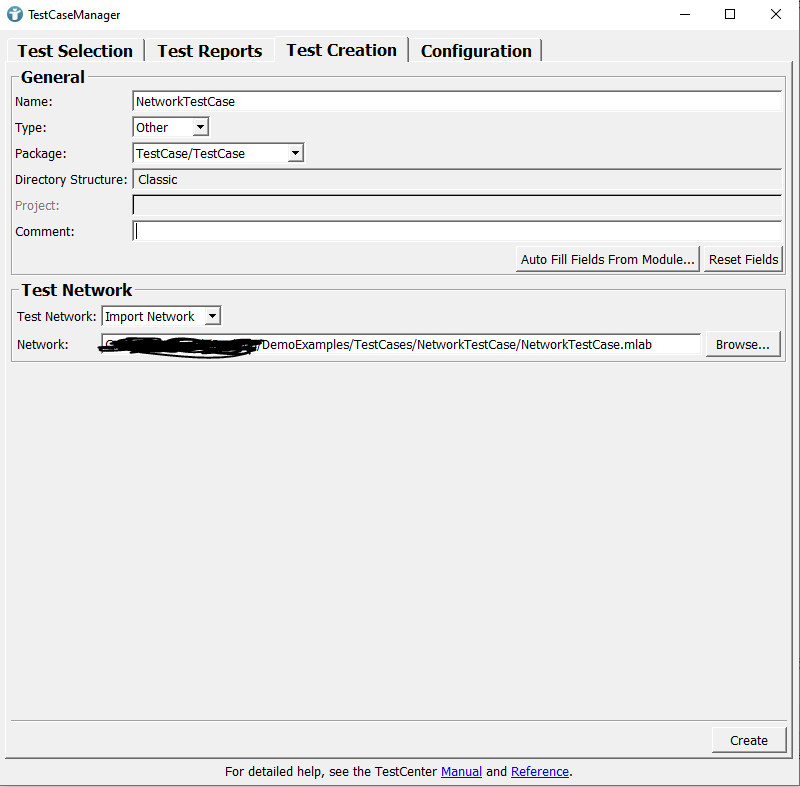 TestCaseManager
Test Selection Test Reports Test Creation Configuration
General
Name: NetworkTestCase
Type: Other
Package: TestCase/TestCase
Directory Structure: Classic
Project:
Comment:
Auto Fill Fields From Module... Reset Fields
Test Network
Test Network: Import Network
Network: /DemoExamples/TestCases/NetworkTestCase/NetworkTestCase.mlab Browse...
Create
For detailed help, see the TestCenter Manual and Reference.